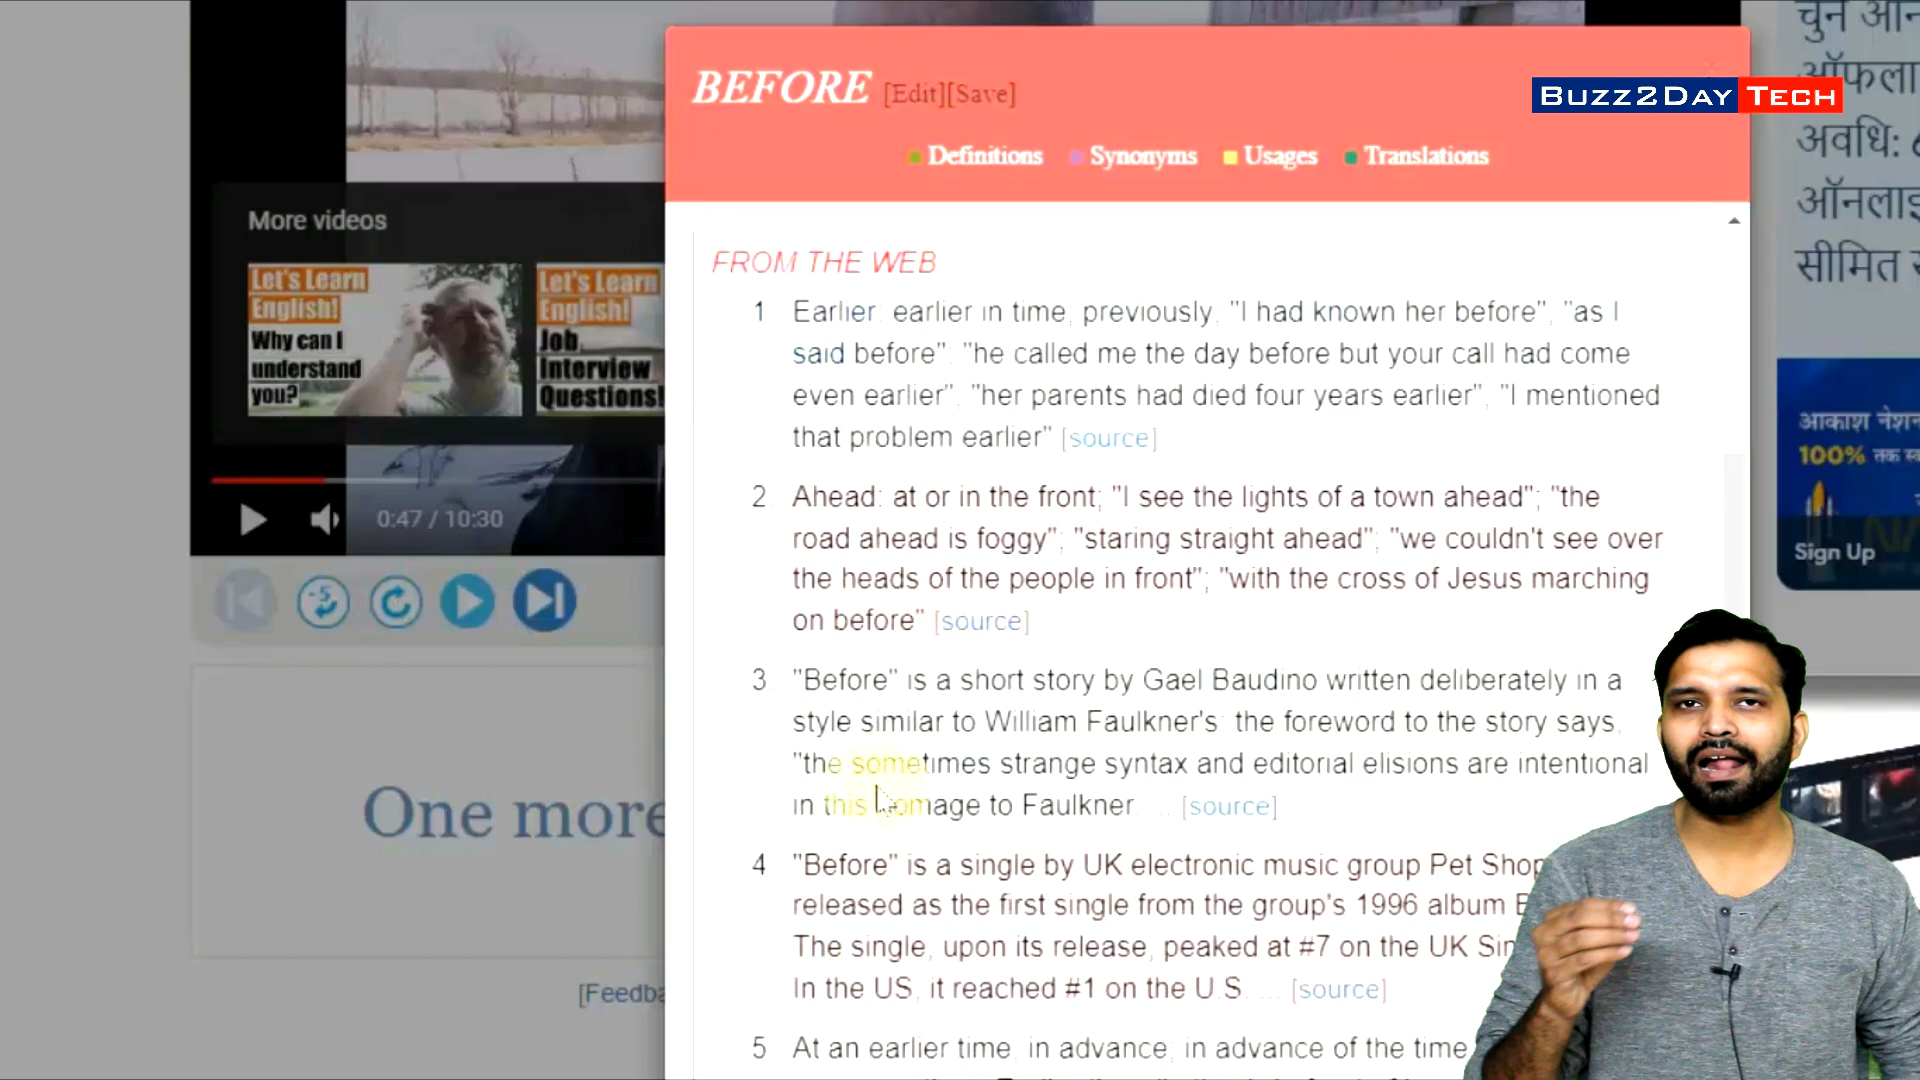 BEFORE [Edit][Save]
BUZZ2DAY TECH
Definitions Synonyms Usages Translations
More videos
Let's Learn
English!
Why can I
understand
you?
Let's Learn
English!
Job
Interview
Questions!
0:47 / 10:30
One more
FROM THE WEB
1 Earlier: earlier in time, previously, "I had known her before", "as I
said before"; "he called me the day before but your call had come
even earlier", "her parents had died four years earlier", "I mentioned
that problem earlier" [source]
2. Ahead: at or in the front; "I see the lights of a town ahead"; "the
road ahead is foggy"; "staring straight ahead"; "we couldn't see over
the heads of the people in front"; "with the cross of Jesus marching
on before" [source]
3. "Before" is a short story by Gael Baudino written deliberately in a
style similar to William Faulkner's: the foreword to the story says,
"the sometimes strange syntax and editorial elisions are intentional
in this homage to Faulkner. ... [source]
4 "Before" is a single by UK electronic music group Pet Shop
released as the first single from the group's 1996 album
The single, upon its release, peaked at #7 on the UK
In the US, it reached #1 on the U.S. ... [source]
5 At an earlier time, in advance, in advance of the time
चुन
अवधि:
सीमित
आकाश
100% तक
Sign Up